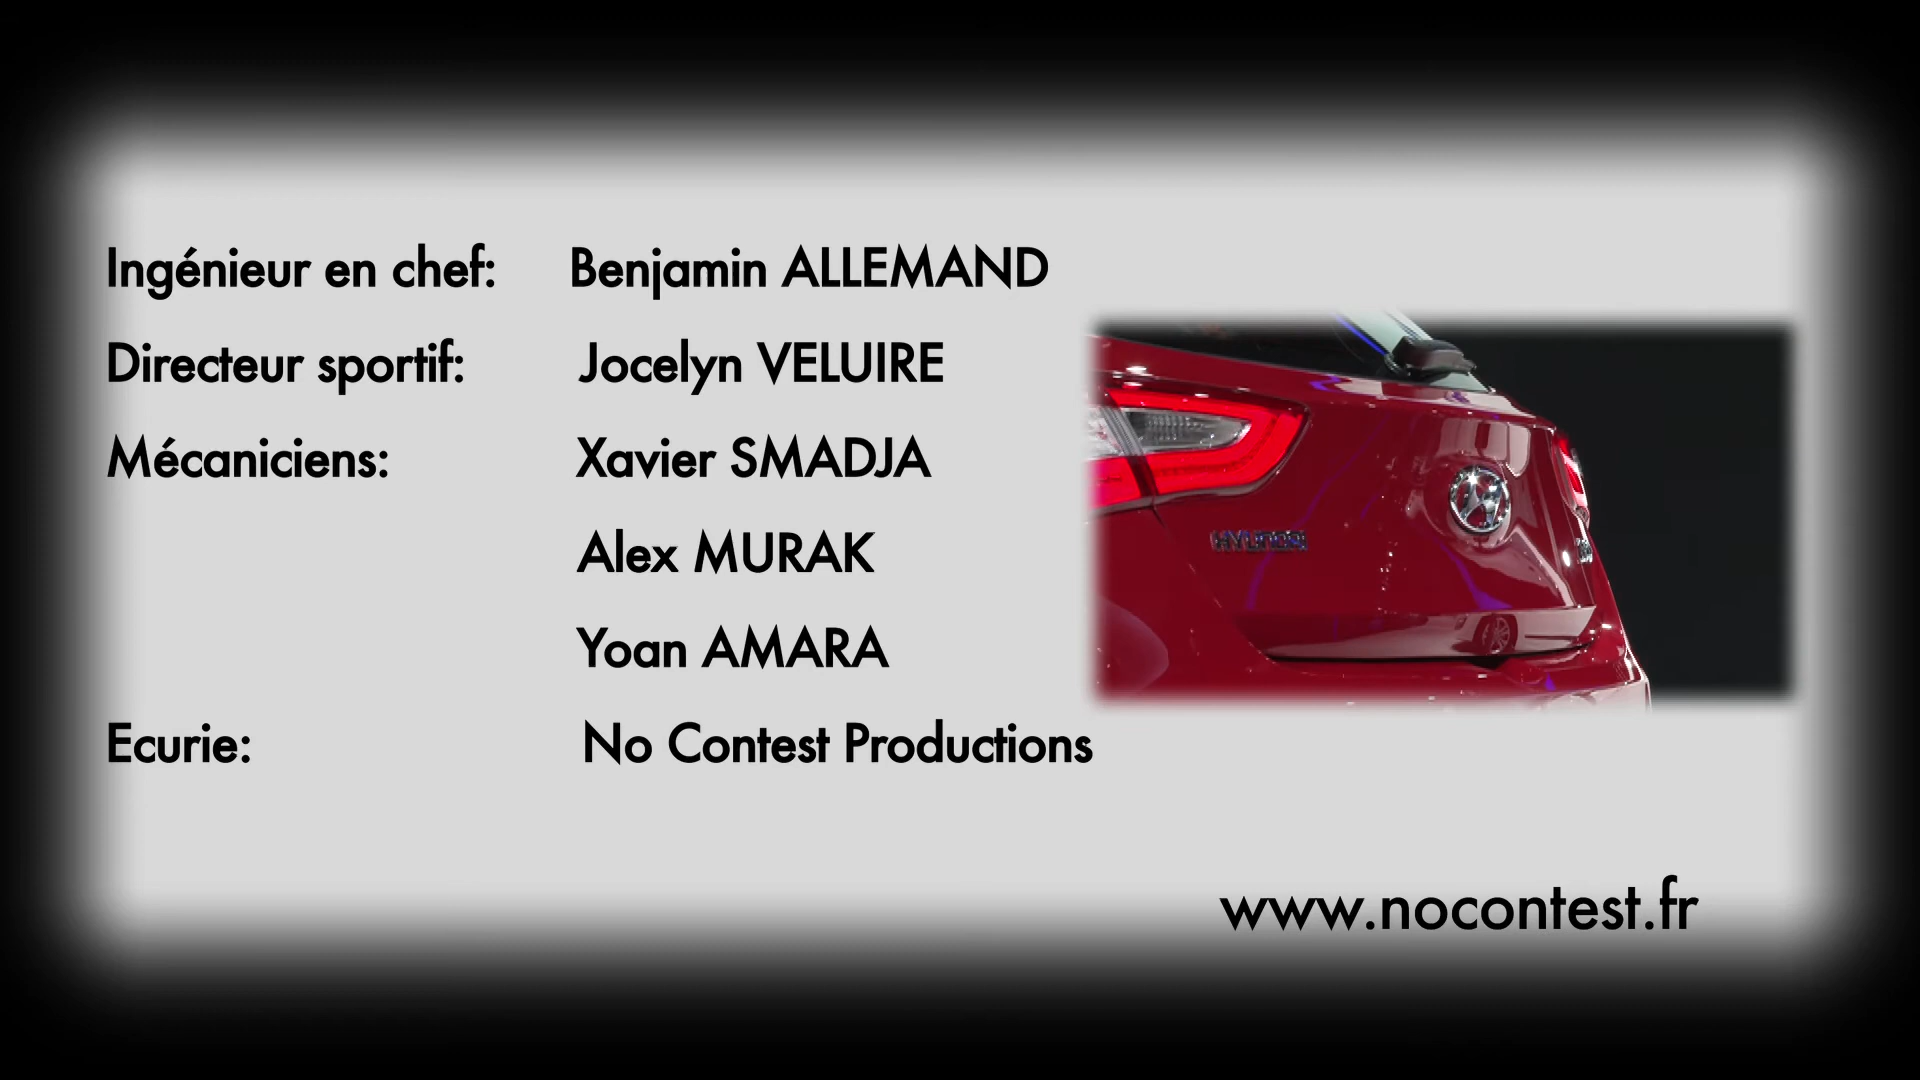 Ingénieur en chef: Benjamin ALLEMAND
Directeur sportif: Jocelyn VELUIRE
Mécaniciens: Xavier SMADJA
Alex MURAK
Yoan AMARA
HYUNDAI
Ecurie: No Contest Productions
www.nocontest.fr